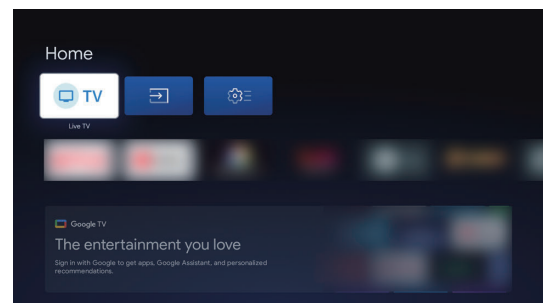 Home
TV
Live TV
Google TV
The entertainment you love
Sign in with Google to get apps, Google Assistant, and personalized
recommendations.